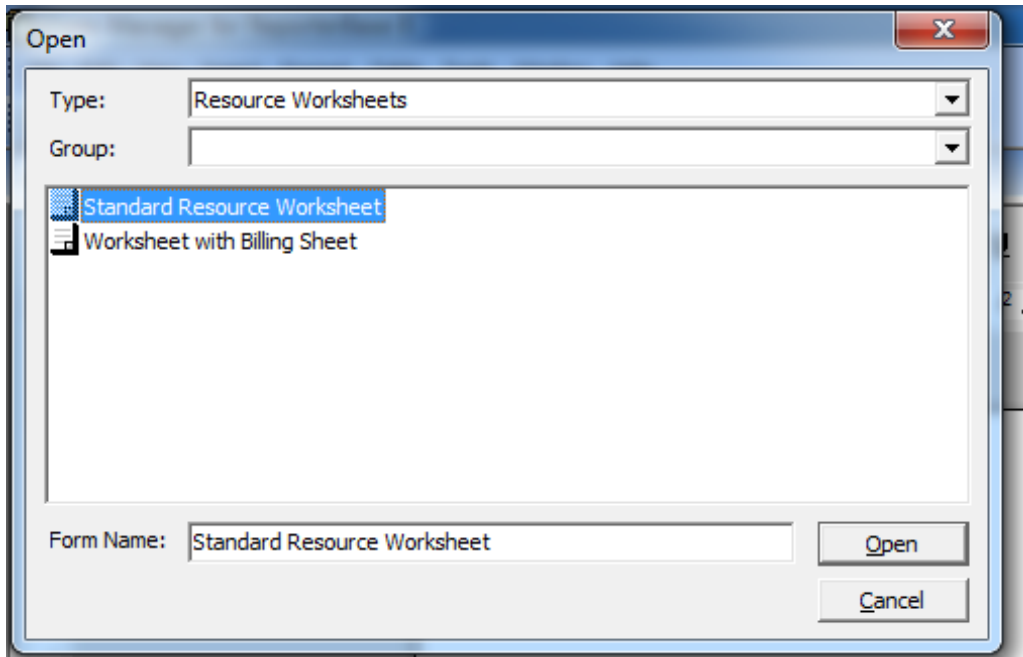 Open
Type: Resource Worksheets
Group:
Standard Resource Worksheet
Worksheet with Billing Sheet
Form Name: Standard Resource Worksheet
Open
Cancel